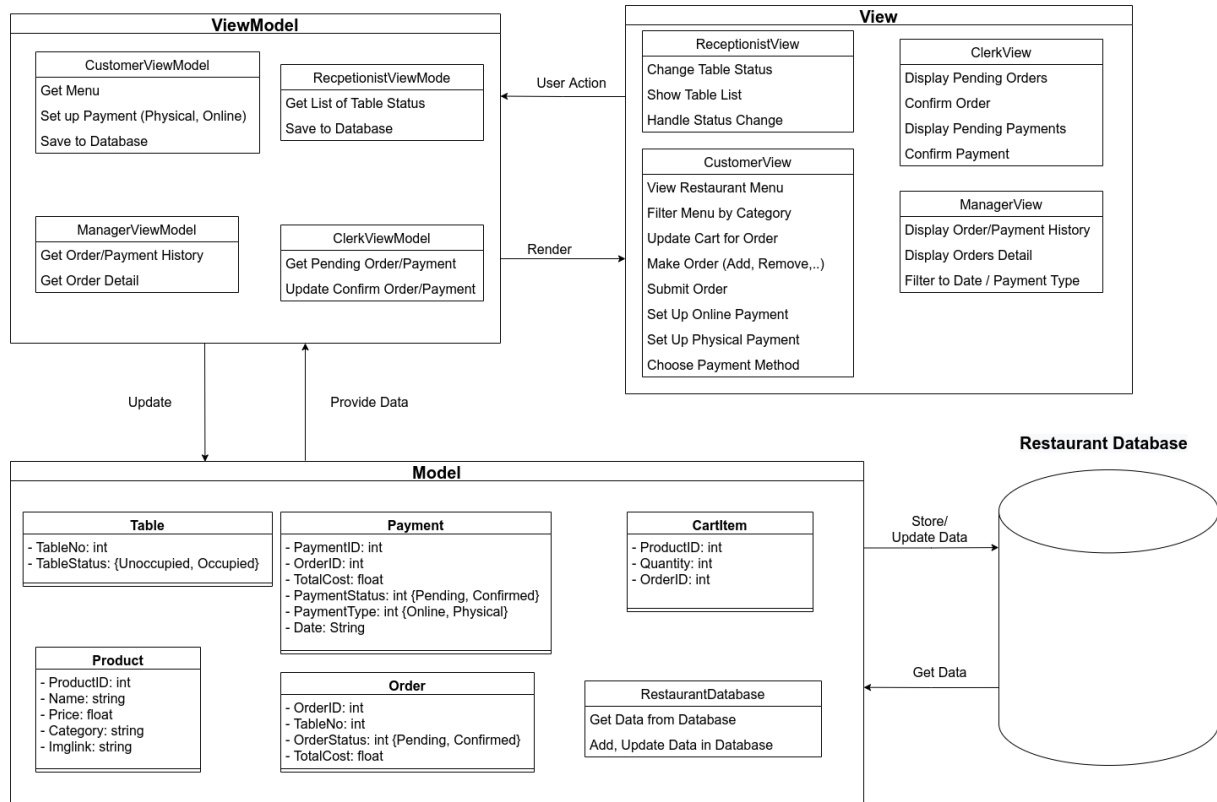 ViewModel
CustomerViewModel
Get Menu
Set up Payment (Physical, Online)
Save to Database
RecpetionistViewMode
Get List of Table Status
Save to Database
ManagerViewModel
Get Order/Payment History
Get Order Detail
ClerkViewModel
Get Pending Order/Payment
Update Confirm Order/Payment
User Action
Render
View
ReceptionistView
Change Table Status
Show Table List
Handle Status Change
ClerkView
Display Pending Orders
Confirm Order
Display Pending Payments
Confirm Payment
CustomerView
View Restaurant Menu
Filter Menu by Category
Update Cart for Order
Make Order (Add, Remove,..)
Submit Order
Set Up Online Payment
Set Up Physical Payment
Choose Payment Method
ManagerView
Display Order/Payment History
Display Orders Detail
Filter to Date / Payment Type
Update
Provide Data
Model
Table
- TableNo: int
- TableStatus: {Unoccupied, Occupied}
Payment
- PaymentID: int
- OrderID: int
- TotalCost: float
- PaymentStatus: int {Pending, Confirmed}
- PaymentType: int {Online, Physical}
- Date: String
CartItem
- ProductID: int
- Quantity: int
- OrderID: int
Product
- ProductID: int
- Name: string
- Price: float
- Category: string
- Imglink: string
Order
- OrderID: int
- TableNo: int
- OrderStatus: int {Pending, Confirmed}
- TotalCost: float
RestaurantDatabase
Get Data from Database
Add, Update Data in Database
Store/
Update Data
Get Data
Restaurant Database